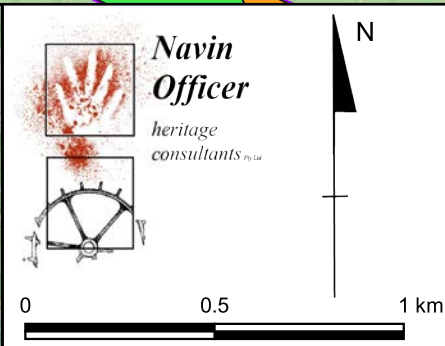 Navin
Officer
heritage
consultants Pty Ltd
N
0 0.5 1 km